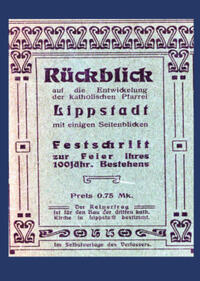 Rückblick
auf die Entwickelung
der katholischen Pfarrei
Lippstadt
mit einigen Seitenblicken
Festschrift
zur Feier ihres
100jähr. Bestehens
Preis 0.75 Mk.
Der Reinertrag
ist für den Bau der dritten kath.
Kirche in Lippstadt bestimmt.
Im Selbstverlage des Verfassers.